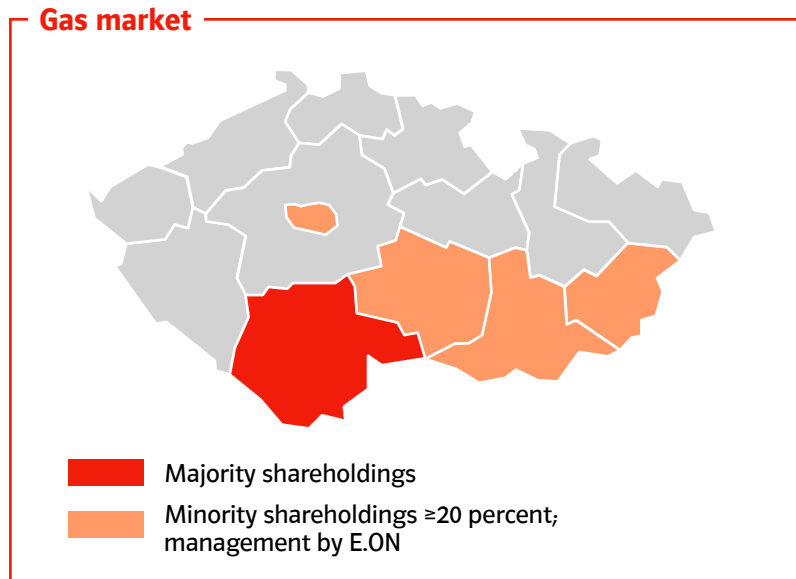 Gas market
Majority shareholdings
Minority shareholdings ≥20 percent;
management by E.ON